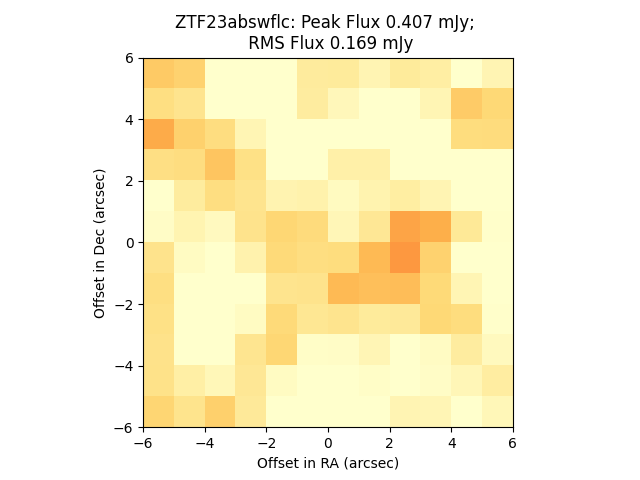 ZTF23abswflc: Peak Flux 0.407 mJy;
RMS Flux 0.169 mJy
6
4
2
0
−2
−4
−6
Offset in Dec (arcsec)
−6 −4 −2 0 2 4 6
Offset in RA (arcsec)